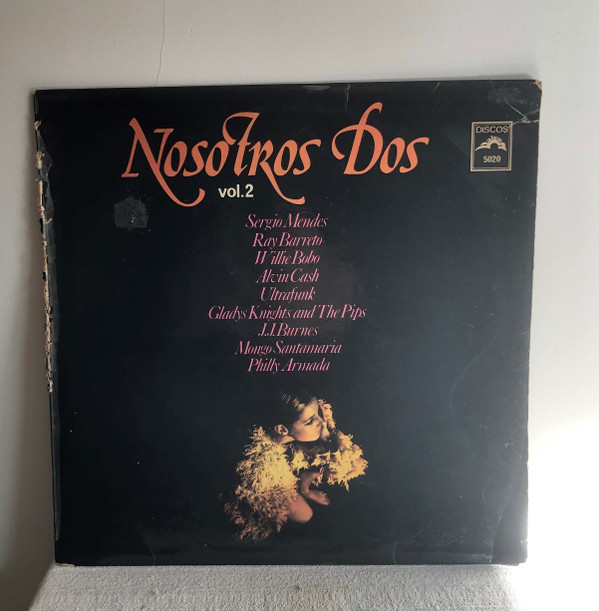 Nosotros Dos
vol.2
DISCOS
5020
Sergio Mendes
Ray Barreto
Willie Bobo
Alvin Cash
Ultrafunk
Gladys Knights and The Pips
J.J. Burnes
Mongo Santamaria
Philly Armada